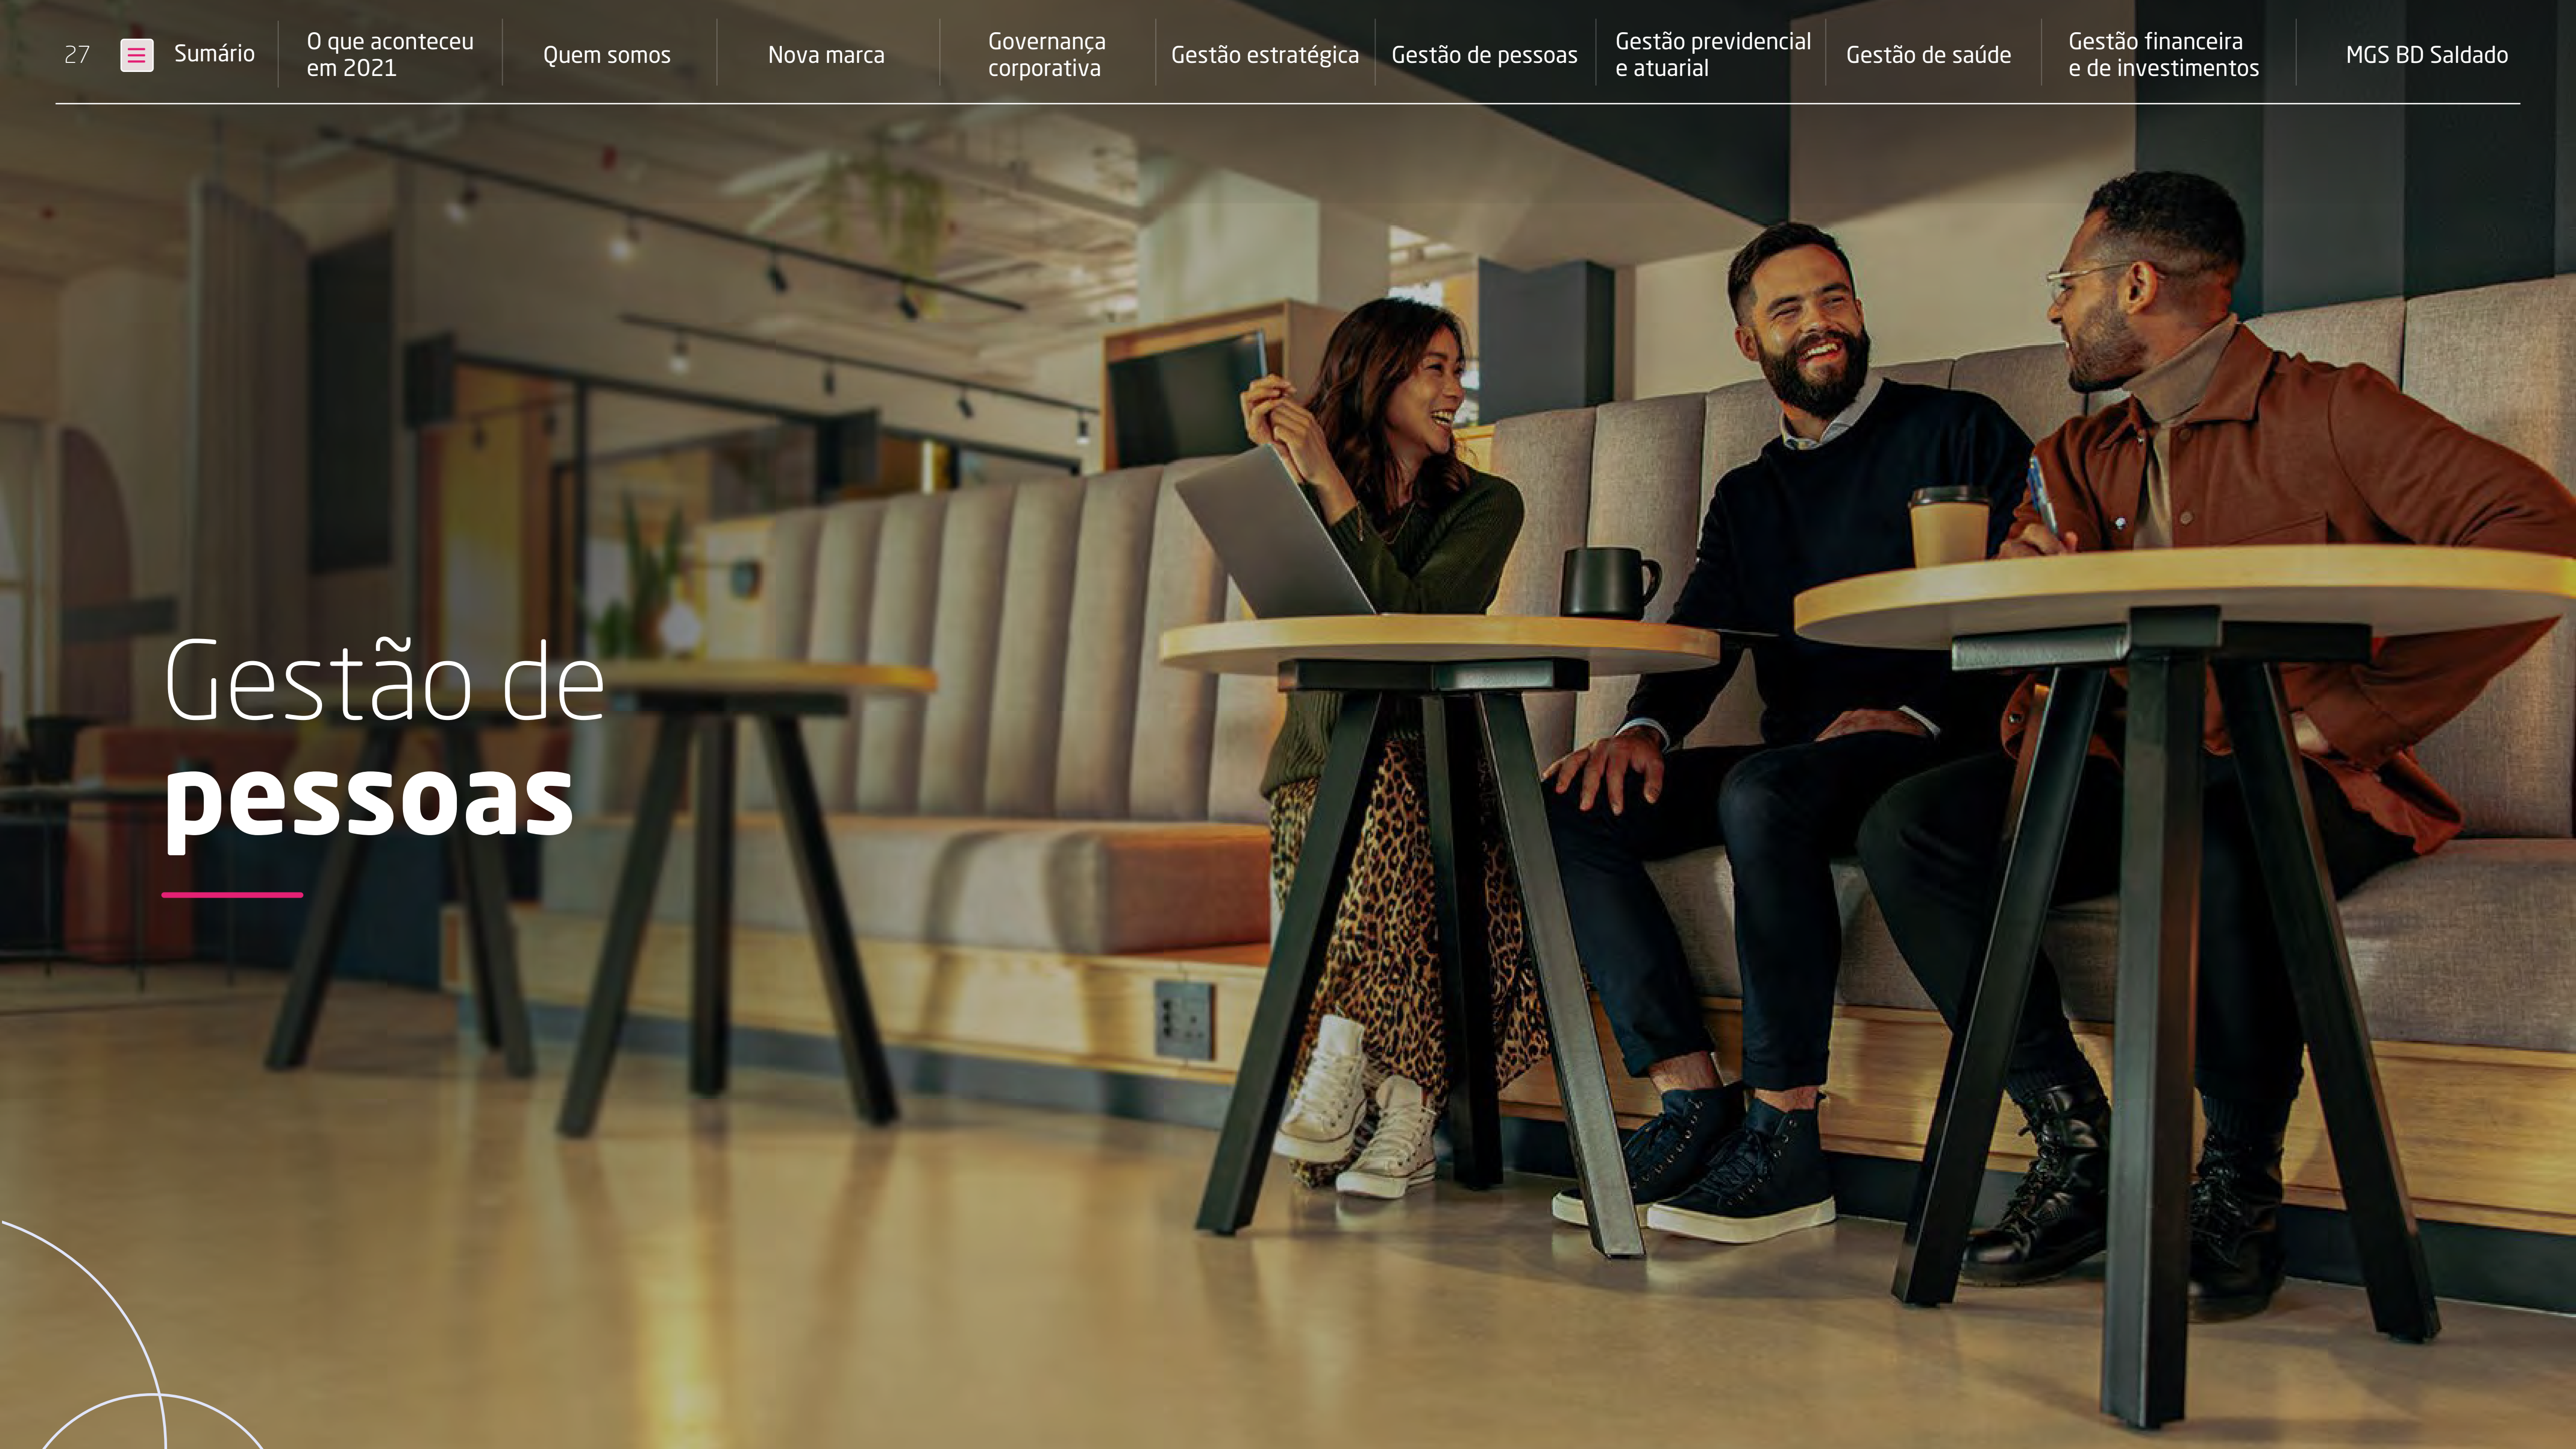 27
Sumário
O que aconteceu
em 2021
Quem somos
Nova marca
Governança
corporativa
Gestão estratégica
Gestão de pessoas
Gestão previdencial
e atuarial
Gestão de saúde
Gestão financeira
e de investimentos
MGS BD Saldado
Gestão de
pessoas